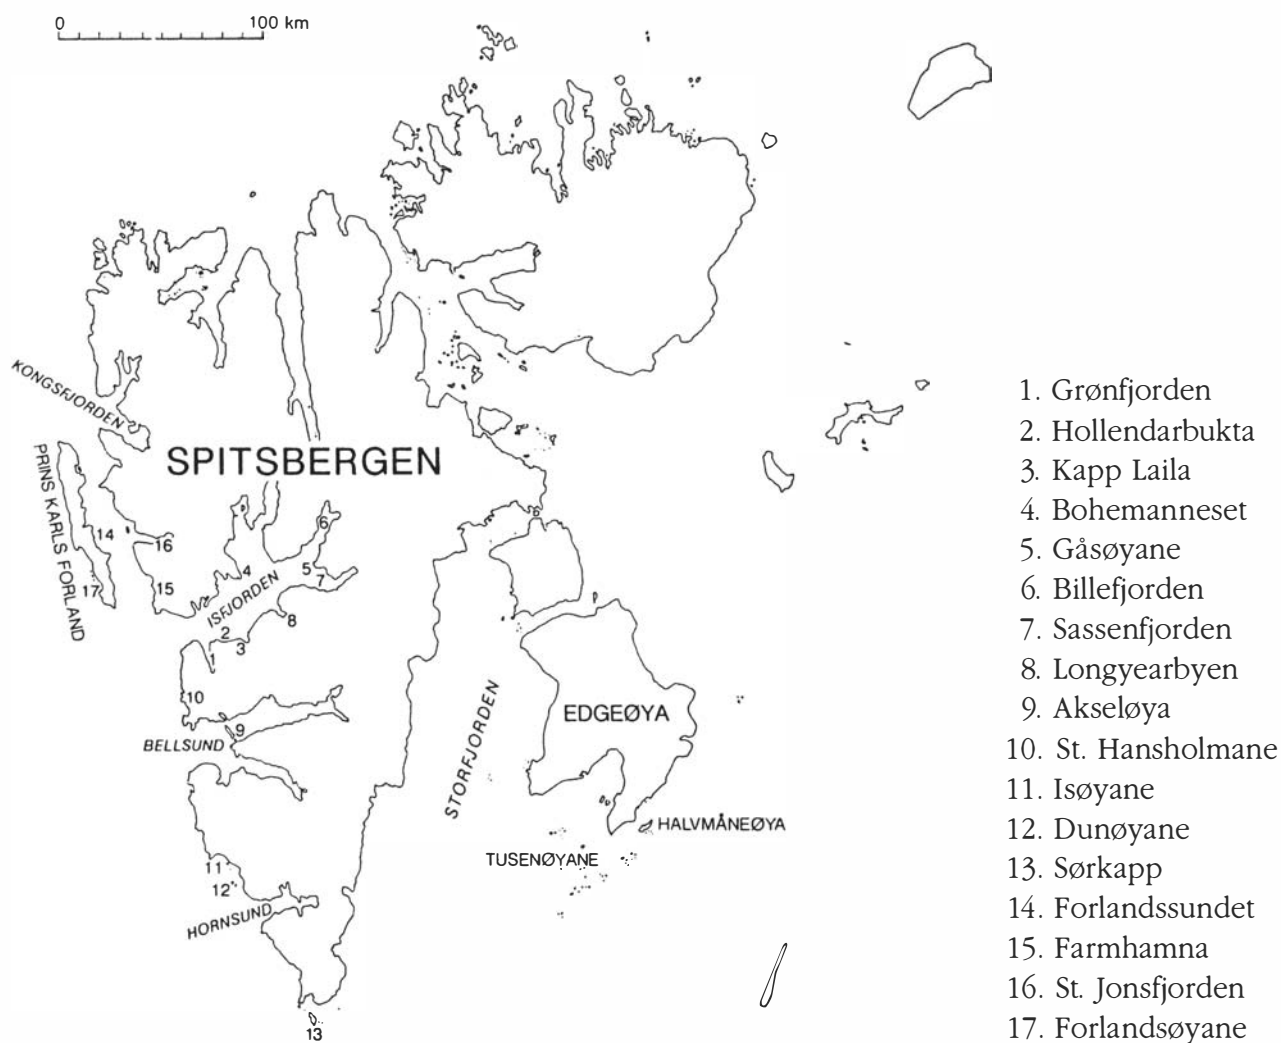 0 100 km
KONGSFJORDEN
SPITSBERGEN
PRINS KARLS FORLAND
14
16
17
15
ISFJORDEN
4
6
5
7
8
2
3
1
10
9
BELLSUND
STORFJORDEN
EDGEØYA
HALVMÅNEØYA
TUSENØYANE
11
12
HORNSUND
13
1. Grønfjorden
2. Hollendarbukta
3. Kapp Laila
4. Bohemanneset
5. Gåsøyane
6. Billefjorden
7. Sassenfjorden
8. Longyearbyen
9. Akseløya
10. St. Hansholmane
11. Isøyane
12. Dunøyane
13. Sørkapp
14. Forlandssundet
15. Farmhamna
16. St. Jonsfjorden
17. Forlandsøyane